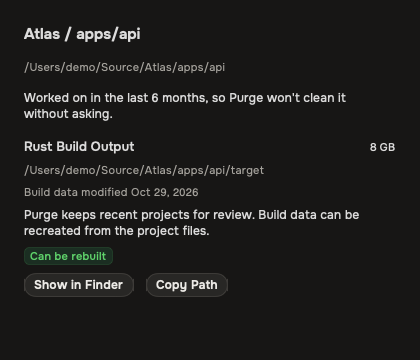 Atlas / apps/api
/Users/demo/Source/Atlas/apps/api
Worked on in the last 6 months, so Purge won't clean it
without asking.
Rust Build Output 8 GB
/Users/demo/Source/Atlas/apps/api/target
Build data modified Oct 29, 2026
Purge keeps recent projects for review. Build data can be
recreated from the project files.
Can be rebuilt
Show in Finder Copy Path